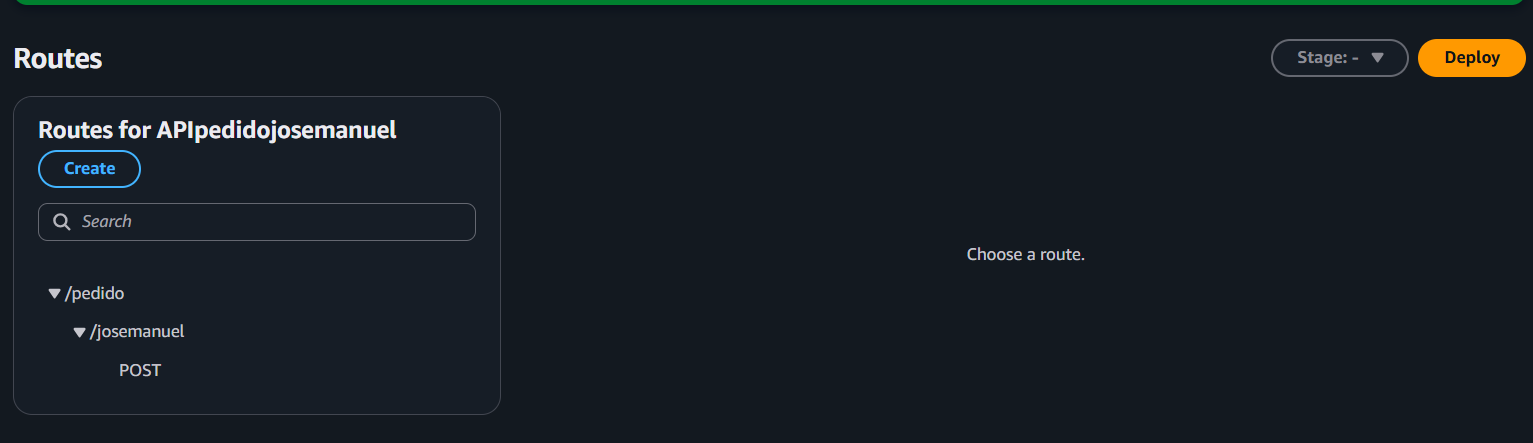 Routes
Stage: -
Deploy
Routes for APIpedidojosemanuel
Create
Search
Choose a route.
/pedido
/josemanuel
POST